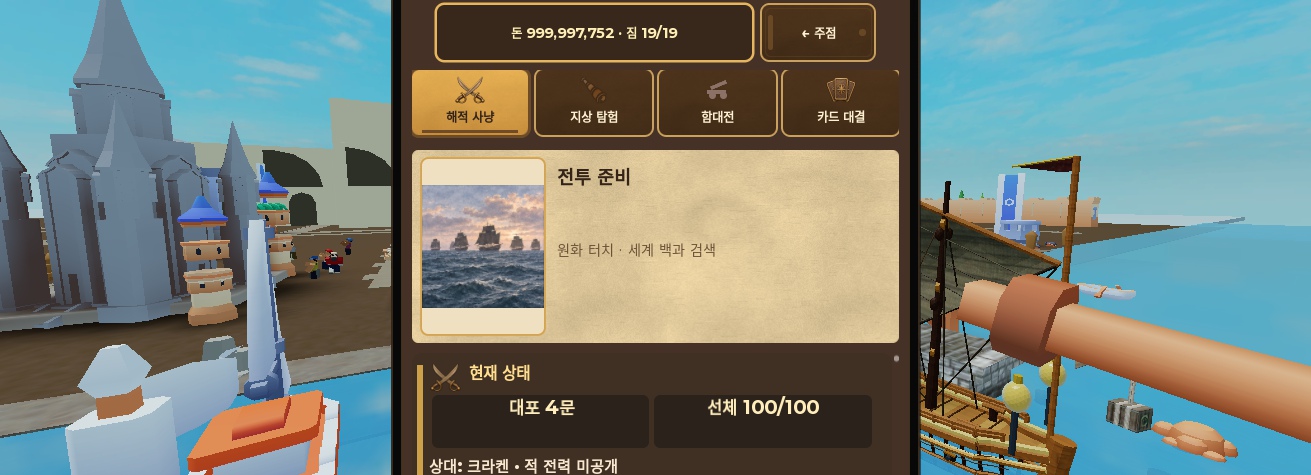 돈 999,997,752 · 짐 19/19
← 주점
해적 사냥
지상 탐험
함대전
카드 대결
전투 준비
원화 터치 · 세계 백과 검색
현재 상태
대포 4문
선체 100/100
상대: 크라켄 • 적 전력 미공개